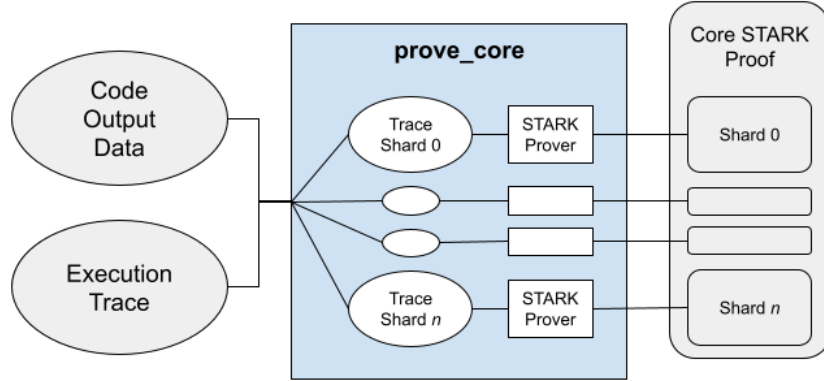 Code
Output
Data
Execution
Trace
prove_core
Trace
Shard 0
STARK
Prover
Trace
Shard n
STARK
Prover
Core STARK
Proof
Shard 0
Shard n